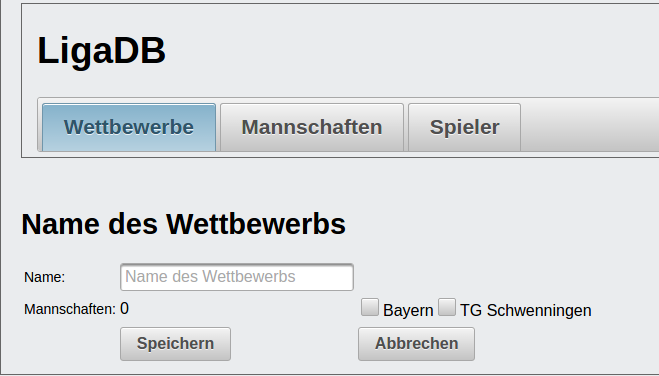 LigaDB
Wettbewerbe Mannschaften Spieler
Name des Wettbewerbs
Name: Name des Wettbewerbs
Mannschaften: 0 Bayern TG Schwenningen
Speichern Abbrechen